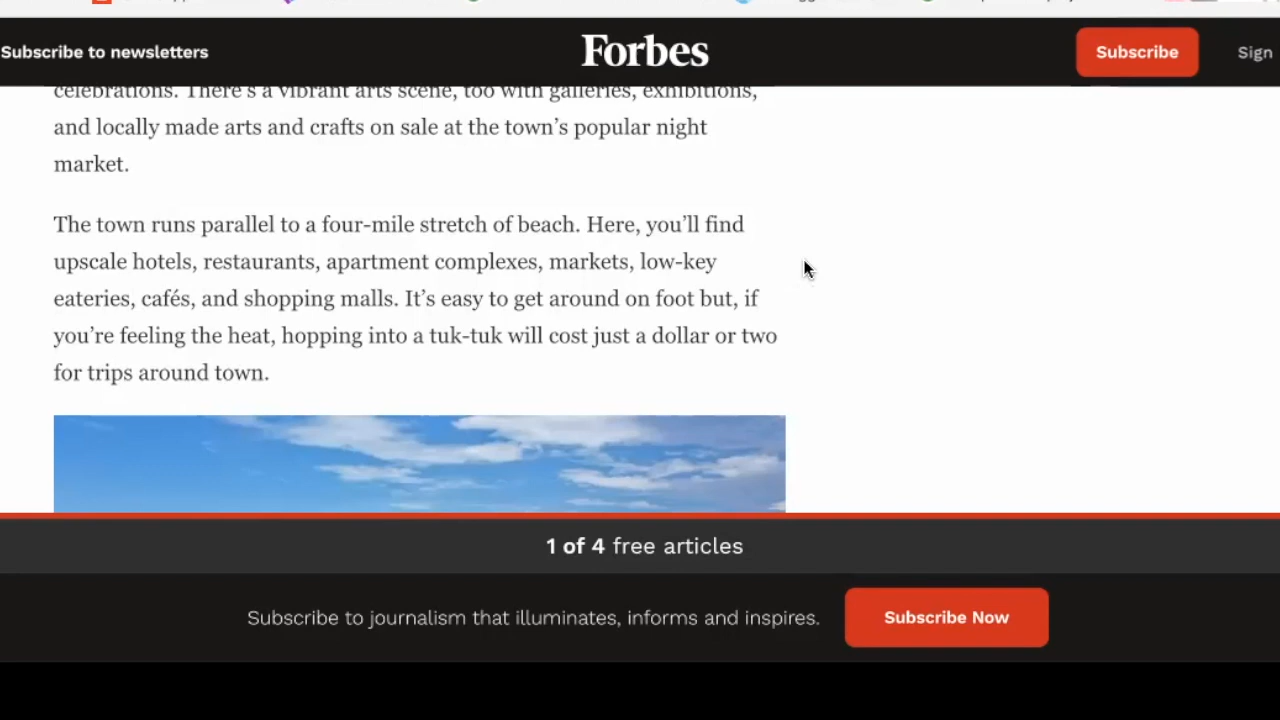 Subscribe to newsletters
Forbes
Subscribe
Sign
celebrations. There's a vibrant arts scene, too with galleries, exhibitions,
and locally made arts and crafts on sale at the town's popular night
market.
The town runs parallel to a four-mile stretch of beach. Here, you'll find
upscale hotels, restaurants, apartment complexes, markets, low-key
eateries, cafés, and shopping malls. It's easy to get around on foot but, if
you're feeling the heat, hopping into a tuk-tuk will cost just a dollar or two
for trips around town.
1 of 4 free articles
Subscribe to journalism that illuminates, informs and inspires.
Subscribe Now